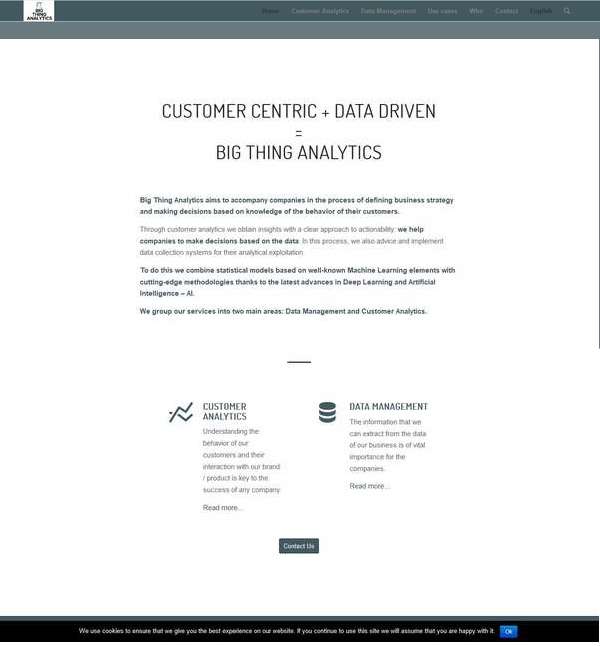 BIG
THING
ANALYTICS
Home Customer Analytics Data Management Use cases Who Contact English
CUSTOMER CENTRIC + DATA DRIVEN
=
BIG THING ANALYTICS
Big Thing Analytics aims to accompany companies in the process of defining business strategy
and making decisions based on knowledge of the behavior of their customers.
Through customer analytics we obtain insights with a clear approach to actionability: we help
companies to make decisions based on the data. In this process, we also advice and implement
data collection systems for their analytical exploitation.
To do this we combine statistical models based on well-known Machine Learning elements with
cutting-edge methodologies thanks to the latest advances in Deep Learning and Artificial
Intelligence – AI.
We group our services into two main areas: Data Management and Customer Analytics.
CUSTOMER
ANALYTICS
Understanding the
behavior of our
customers and their
interaction with our brand
/ product is key to the
success of any company
Read more...
DATA MANAGEMENT
The information that we
can extract from the data
of our business is of vital
importance for the
companies.
Read more...
Contact Us
We use cookies to ensure that we give you the best experience on our website. If you continue to use this site we will assume that you are happy with it. Ok